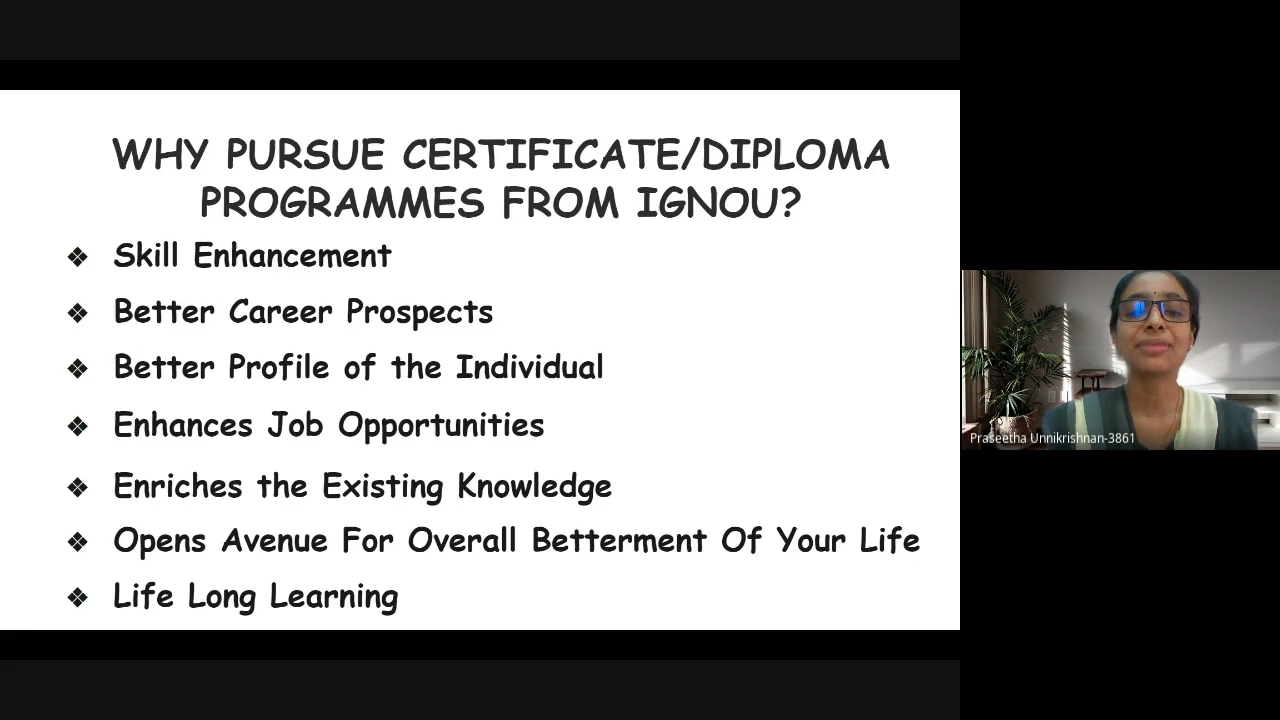 WHY PURSUE CERTIFICATE/DIPLOMA
PROGRAMMES FROM IGNOU?
❖ Skill Enhancement
❖ Better Career Prospects
❖ Better Profile of the Individual
❖ Enhances Job Opportunities
❖ Enriches the Existing Knowledge
❖ Opens Avenue For Overall Betterment Of Your Life
❖ Life Long Learning
Praseetha Unnikrishnan-3861